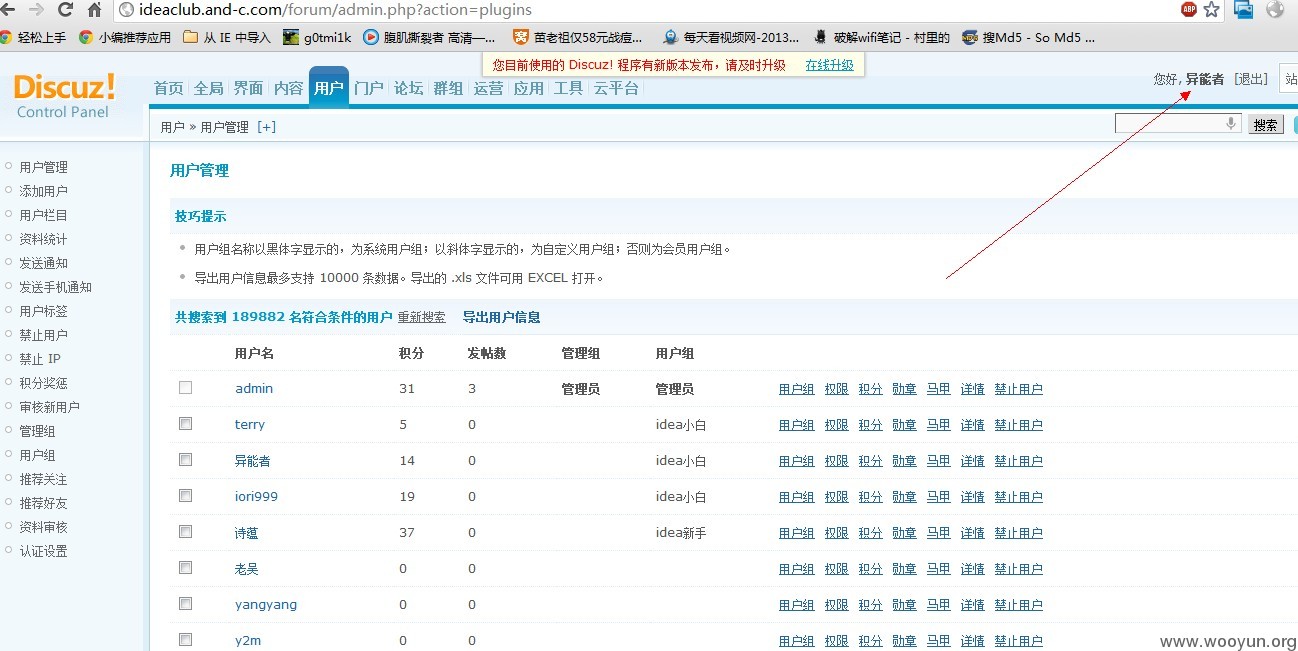 ideaclub.and-c.com/forum/admin.php?action=plugins ABP
轻松上手 小编推荐应用 从 IE 中导入 g0tmi1k 腹肌撕裂者 高清—... 苗老祖仅58元战痘... 每天看视频网-2013... 破解wifi笔记 - 村里的 搜Md5 - So Md5 ...
您目前使用的 Discuz! 程序有新版本发布，请及时升级 在线升级
Discuz!
Control Panel
首页 全局 界面 内容 用户 门户 论坛 群组 运营 应用 工具 云平台
您好, 异能者 [退出] 站
用户 » 用户管理 [+]
搜索
用户管理
添加用户
用户栏目
资料统计
发送通知
发送手机通知
用户标签
禁止用户
禁止 IP
积分奖惩
审核新用户
管理组
用户组
推荐关注
推荐好友
资料审核
认证设置
用户管理
技巧提示
用户组名称以黑体字显示的，为系统用户组；以斜体字显示的，为自定义用户组；否则为会员用户组。
导出用户信息最多支持 10000 条数据。导出的 .xls 文件可用 EXCEL 打开。
共搜索到 189882 名符合条件的用户 重新搜索 导出用户信息
用户名 积分 发帖数 管理组 用户组
admin 31 3 管理员 管理员 用户组 权限 积分 勋章 马甲 详情 禁止用户
terry 5 0 idea小白 用户组 权限 积分 勋章 马甲 详情 禁止用户
异能者 14 0 idea小白 用户组 权限 积分 勋章 马甲 详情 禁止用户
iori999 19 0 idea小白 用户组 权限 积分 勋章 马甲 详情 禁止用户
诗蕴 37 0 idea新手 用户组 权限 积分 勋章 马甲 详情 禁止用户
老吴 0 0 用户组 权限 积分 勋章 马甲 详情 禁止用户
yangyang 0 0 用户组 权限 积分 勋章 马甲 详情 禁止用户
y2m 0 0 用户组 权限 积分 勋章 马甲 详情 禁止用户
www.wooyun.org